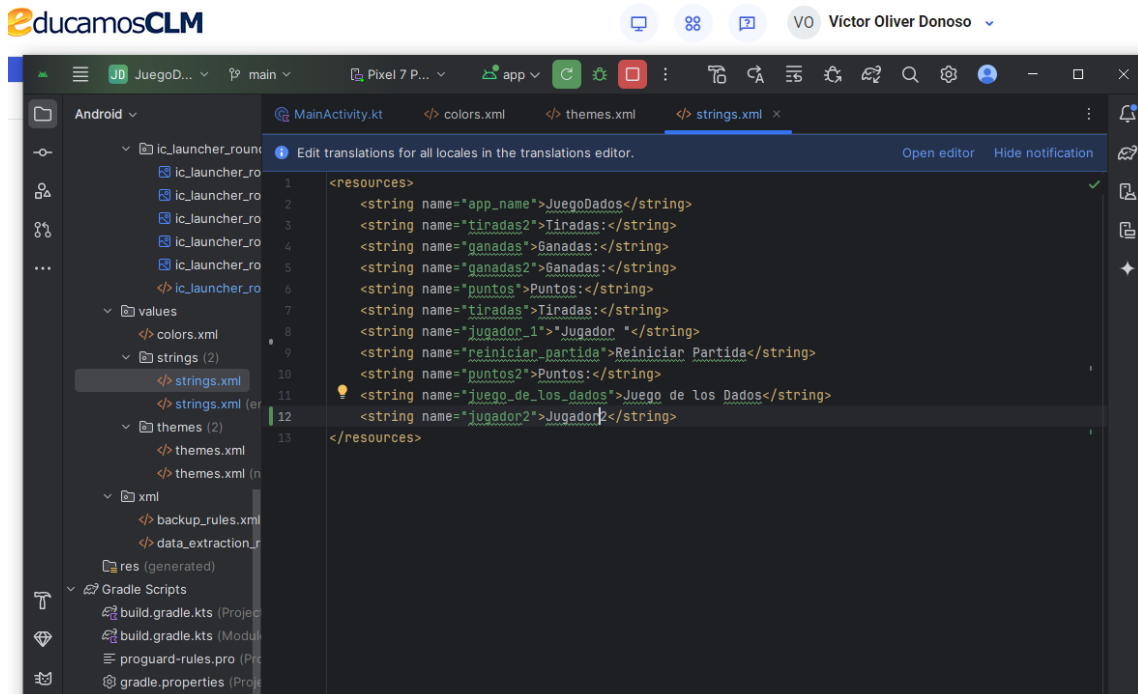 educamosCLM
VO Víctor Oliver Donoso
JD JuegoD... main Pixel 7 P... app
Android
MainActivity.kt colors.xml themes.xml strings.xml
Edit translations for all locales in the translations editor. Open editor Hide notification
ic_launcher_round
ic_launcher_ro
ic_launcher_ro
ic_launcher_ro
ic_launcher_ro
ic_launcher_ro
ic_launcher_ro
values
colors.xml
strings (2)
strings.xml
strings.xml (en
themes (2)
themes.xml
themes.xml (n
xml
backup_rules.xml
data_extraction_r
res (generated)
Gradle Scripts
build.gradle.kts (Project
build.gradle.kts (Modul
proguard-rules.pro (Pro
gradle.properties (Proje
1 <resources>
2 <string name="app_name">JuegoDados</string>
3 <string name="tiradas2">Tiradas:</string>
4 <string name="ganadas">Ganadas:</string>
5 <string name="ganadas2">Ganadas:</string>
6 <string name="puntos">Puntos:</string>
7 <string name="tiradas">Tiradas:</string>
8 <string name="jugador_1">"Jugador "</string>
9 <string name="reiniciar_partida">Reiniciar Partida</string>
10 <string name="puntos2">Puntos:</string>
11 <string name="juego_de_los_dados">Juego de los Dados</string>
12 <string name="jugador2">Jugador2</string>
13 </resources>